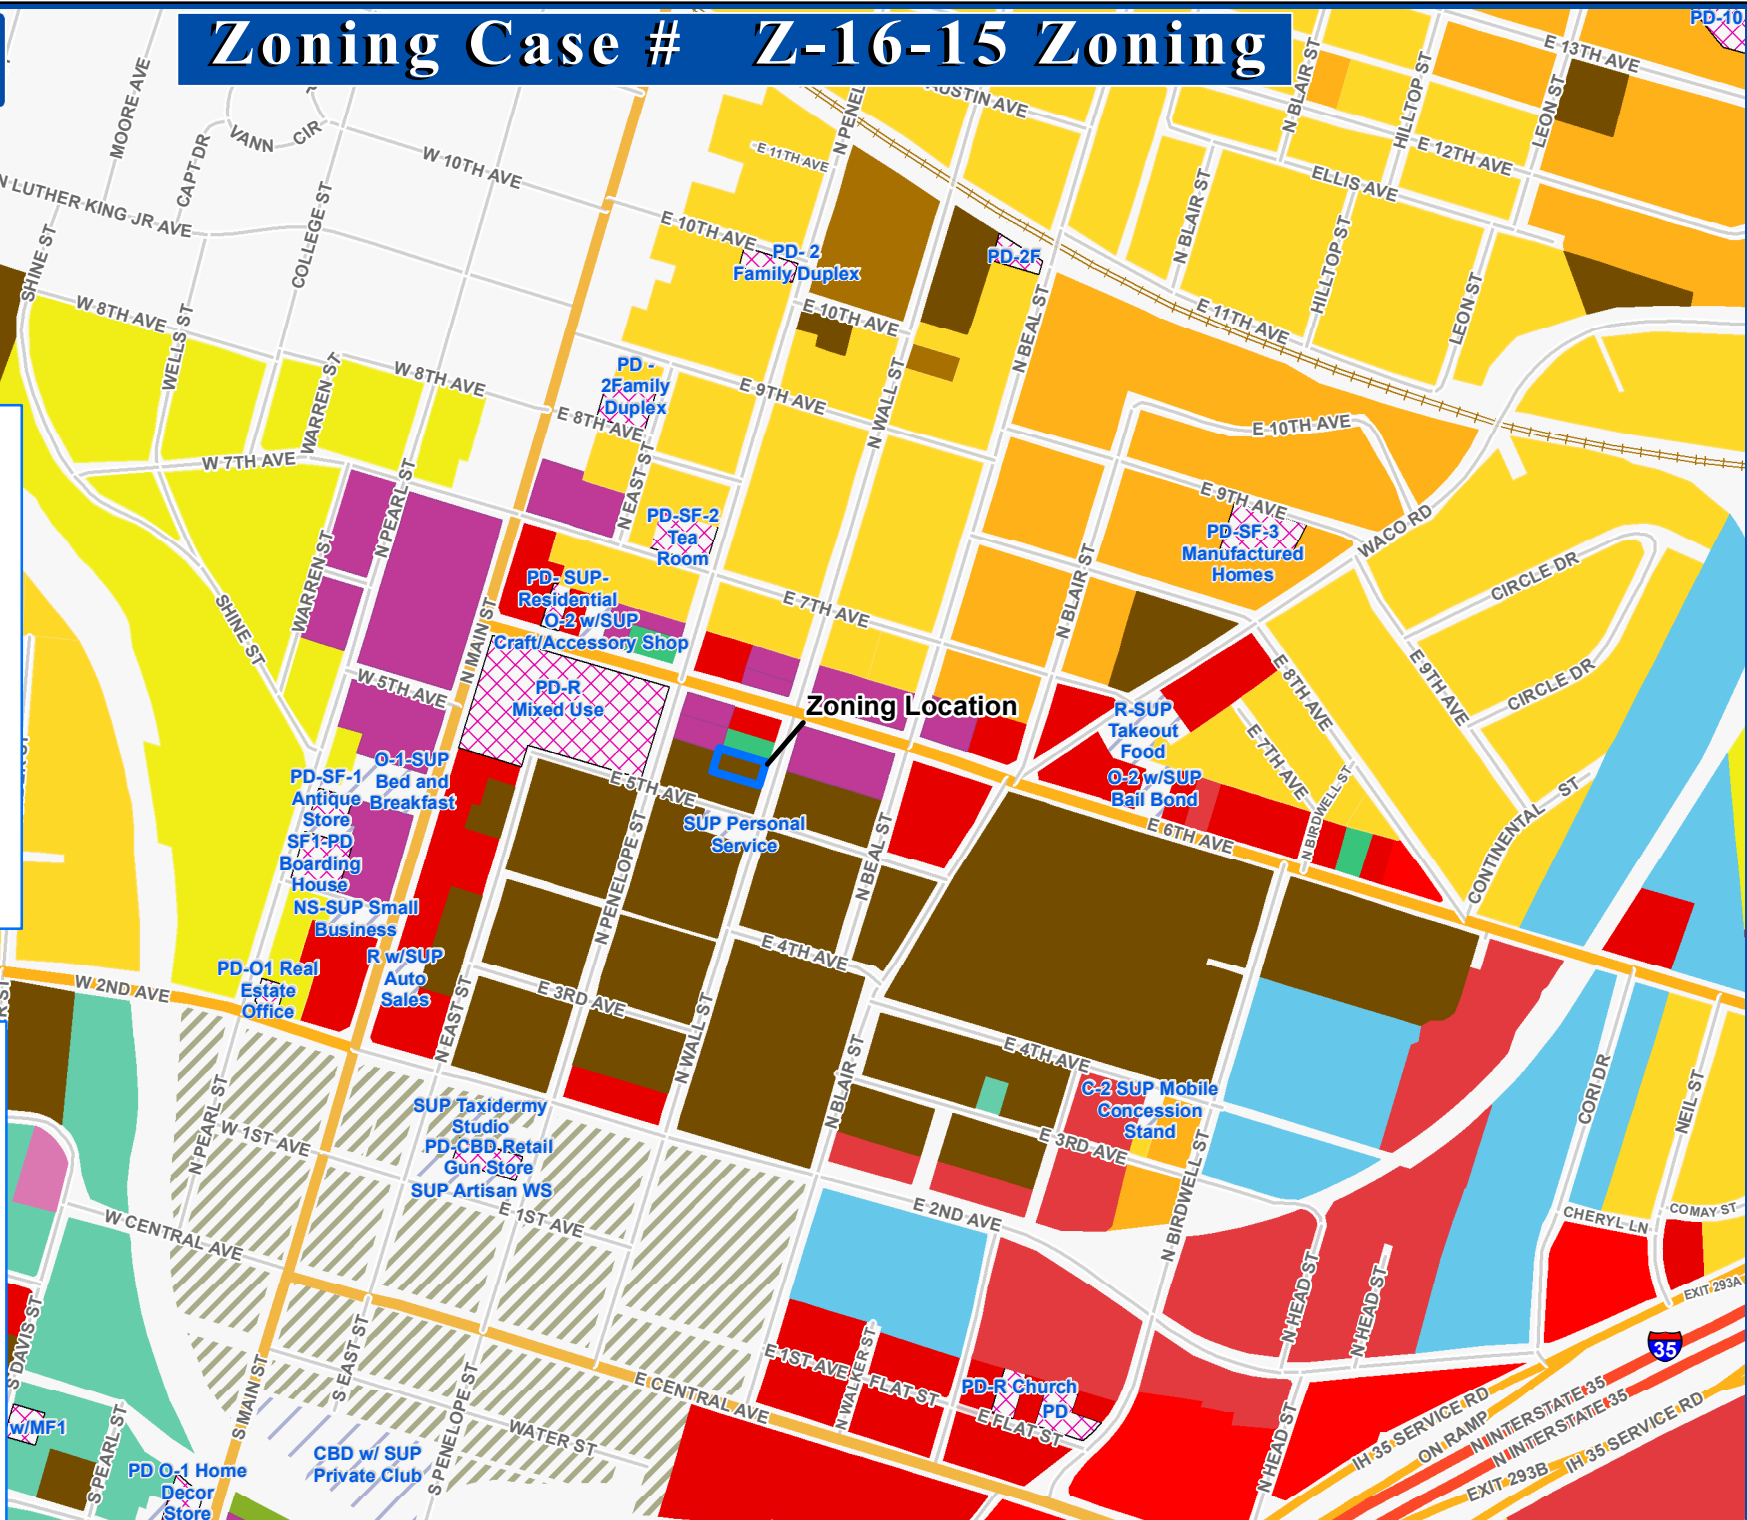 Zoning Case #    Z-16-15 Zoning
PD-10
E 13TH AVE
MOORE AVE
CAPT DR
VANN CIR
W 10TH AVE
N LUTHER KING JR AVE
COLLEGE ST
SHINE ST
W 8TH AVE
WELLS ST
WARREN ST
W 8TH AVE
W 7TH AVE
N PEARL ST
AUSTIN AVE
N BLAIR ST
HILLTOP ST
LEON ST
E 12TH AVE
ELLIS AVE
E 11TH AVE
E 10TH AVE
PD- 2
Family Duplex
PD-2F
N BLAIR ST
HILLTOP ST
LEON ST
E 11TH AVE
E 10TH AVE
N BEAL ST
N WALL ST
PD -
2Family
Duplex
E 9TH AVE
E 8TH AVE
N EAST ST
E 10TH AVE
E 9TH AVE
WACO RD
PD-SF-2
Tea
Room
PD-SF-3
Manufactured
Homes
CIRCLE DR
PD- SUP-
Residential
O-2 w/SUP
Craft/Accessory Shop
E 7TH AVE
N BLAIR ST
WARREN ST
SHINE ST
N MAIN ST
W 5TH AVE
PD-R
Mixed Use
Zoning Location
E 8TH AVE
E 9TH AVE
CIRCLE DR
R-SUP
Takeout
Food
E 7TH AVE
O-2 w/SUP
Bail Bond
N BIRDWELL ST
CONTINENTAL ST
O-1-SUP
Bed and
Breakfast
PD-SF-1
Antique
Store
SF1-PD
Boarding
House
E 5TH AVE
SUP Personal
Service
E 6TH AVE
N BEAL ST
N PENELOPE ST
NS-SUP Small
Business
R w/SUP
Auto
Sales
PD-O1 Real
Estate
Office
W 2ND AVE
E 4TH AVE
E 3RD AVE
N EAST ST
N WALL ST
N BLAIR ST
E 4TH AVE
C-2 SUP Mobile
Concession
Stand
E 3RD AVE
CORI DR
NEIL ST
N PEARL ST
W 1ST AVE
SUP Taxidermy
Studio
PD-CBD-Retail
Gun Store
SUP Artisan WS
E 1ST AVE
E 2ND AVE
N BIRDWELL ST
CHERYL LN
COMAY ST
W CENTRAL AVE
EXIT 293A
N HEAD ST
N HEAD ST
35
S DAVIS ST
S EAST ST
S MAIN ST
S PENELOPE ST
E CENTRAL AVE
E 1ST AVE
N WALKER ST
FLAT ST
PD-R Church
PD
E FLAT ST
w/MF1
S PEARL ST
WATER ST
CBD w/ SUP
Private Club
PD O-1 Home
Decor
Store
N HEAD ST
IH 35 SERVICE RD
ON RAMP
N INTERSTATE 35
N INTERSTATE 35
EXIT 293B
IH 35 SERVICE RD